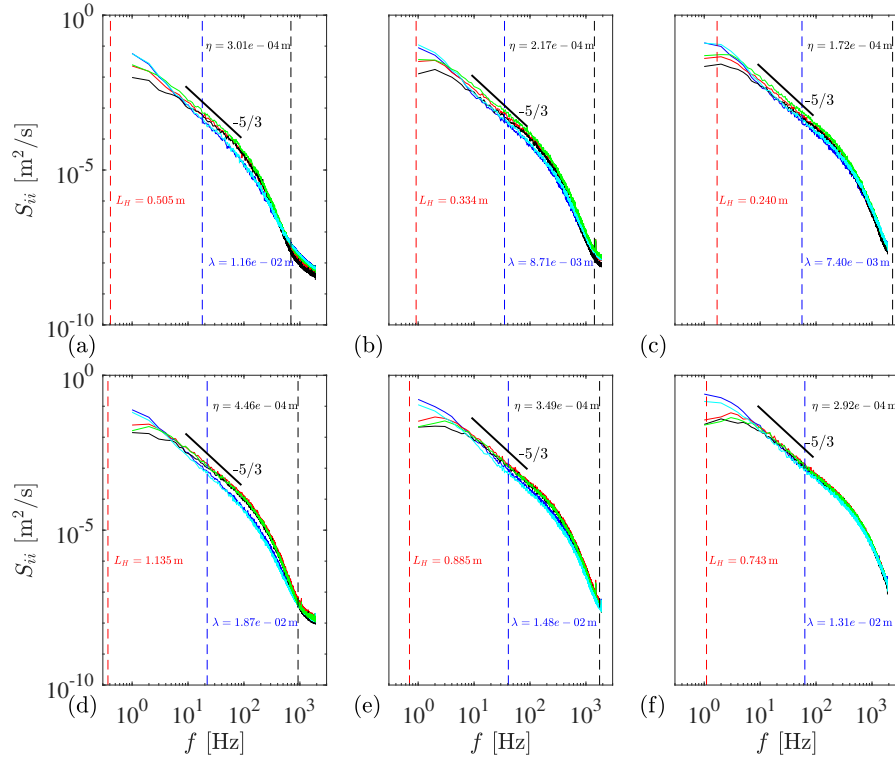 10^0
10^-5
10^-10
S_ii [m^2/s]
η = 3.01e − 04 m
-5/3
L_H = 0.505 m
λ = 1.16e − 02 m
(a)
η = 2.17e − 04 m
-5/3
L_H = 0.334 m
λ = 8.71e − 03 m
(b)
η = 1.72e − 04 m
-5/3
L_H = 0.240 m
λ = 7.40e − 03 m
(c)
10^0
10^-5
10^-10
S_ii [m^2/s]
η = 4.46e − 04 m
-5/3
L_H = 1.135 m
λ = 1.87e − 02 m
(d)
10^0 10^1 10^2 10^3
f [Hz]
η = 3.49e − 04 m
-5/3
L_H = 0.885 m
λ = 1.48e − 02 m
(e)
10^0 10^1 10^2 10^3
f [Hz]
η = 2.92e − 04 m
-5/3
L_H = 0.743 m
λ = 1.31e − 02 m
(f)
10^0 10^1 10^2 10^3
f [Hz]